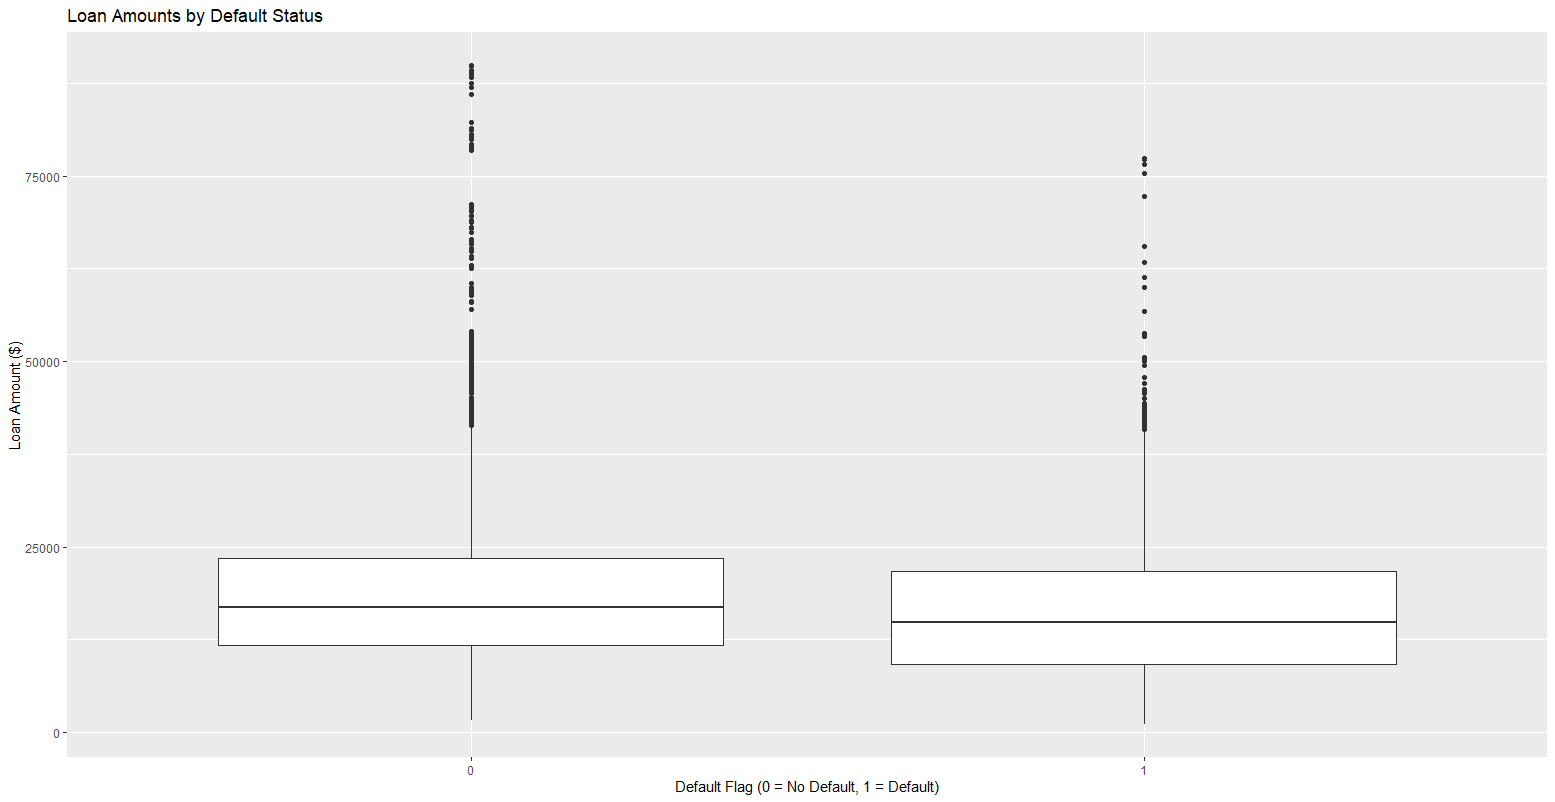 Loan Amounts by Default Status
Loan Amount ($)
75000
50000
25000
0
0
1
Default Flag (0 = No Default, 1 = Default)